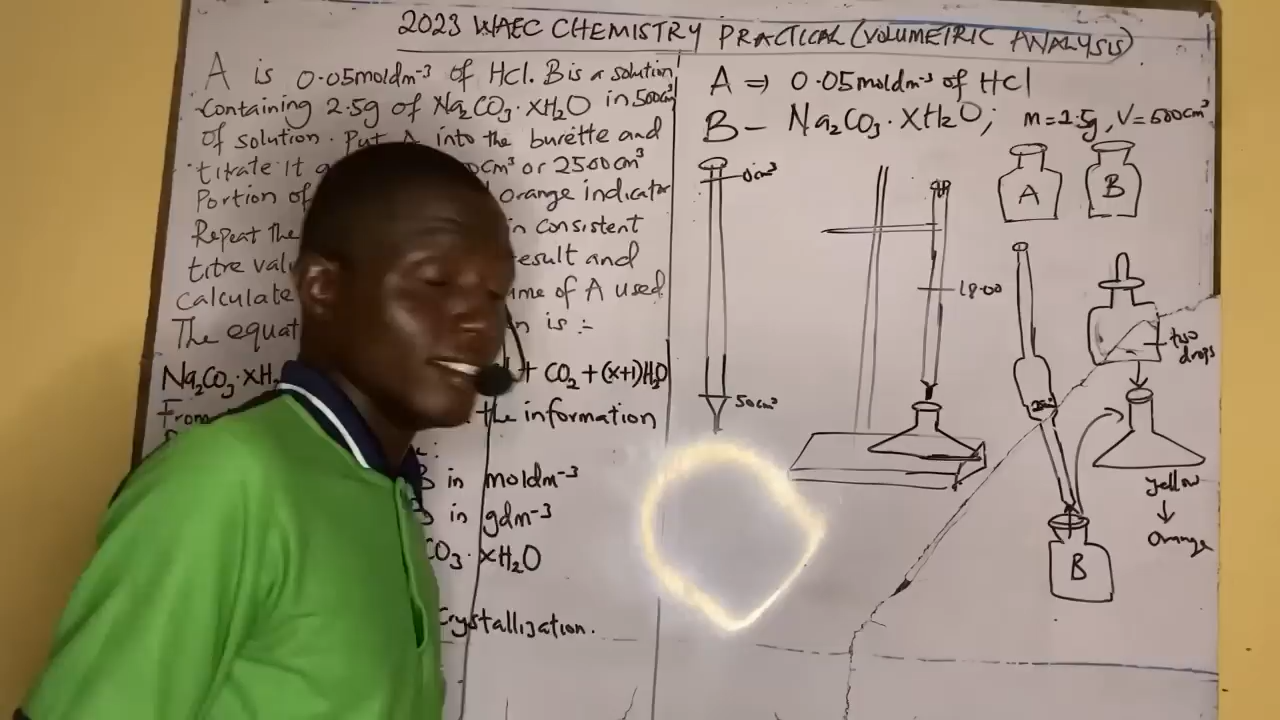 2023 WAEC CHEMISTRY PRACTICAL (VOLUMETRIC ANALYSIS)
A is 0.05moldm⁻³ of HCl. B is a solution
Containing 2.5g of Na₂CO₃·XH₂O in 500cm³
of solution. Put A into the burette and
titrate it cm³ or 25.00cm³
Portion of orange indicator
Repeat the consistent
titre result and
Calculate of A used
The is :-
Na₂CO₃· + CO₂ + (x+1)H₂O
From the information
B in moldm⁻³
B in gdm⁻³
CO₃·xH₂O
Crystallization.
A ⇒ 0.05moldm⁻³ of HCl
B – Na₂CO₃·XH₂O; m=2.5g, V=500cm³
0cm³
50cm³
18.00
A
B
two drops
25cm³
B
Yellow
↓
Orange